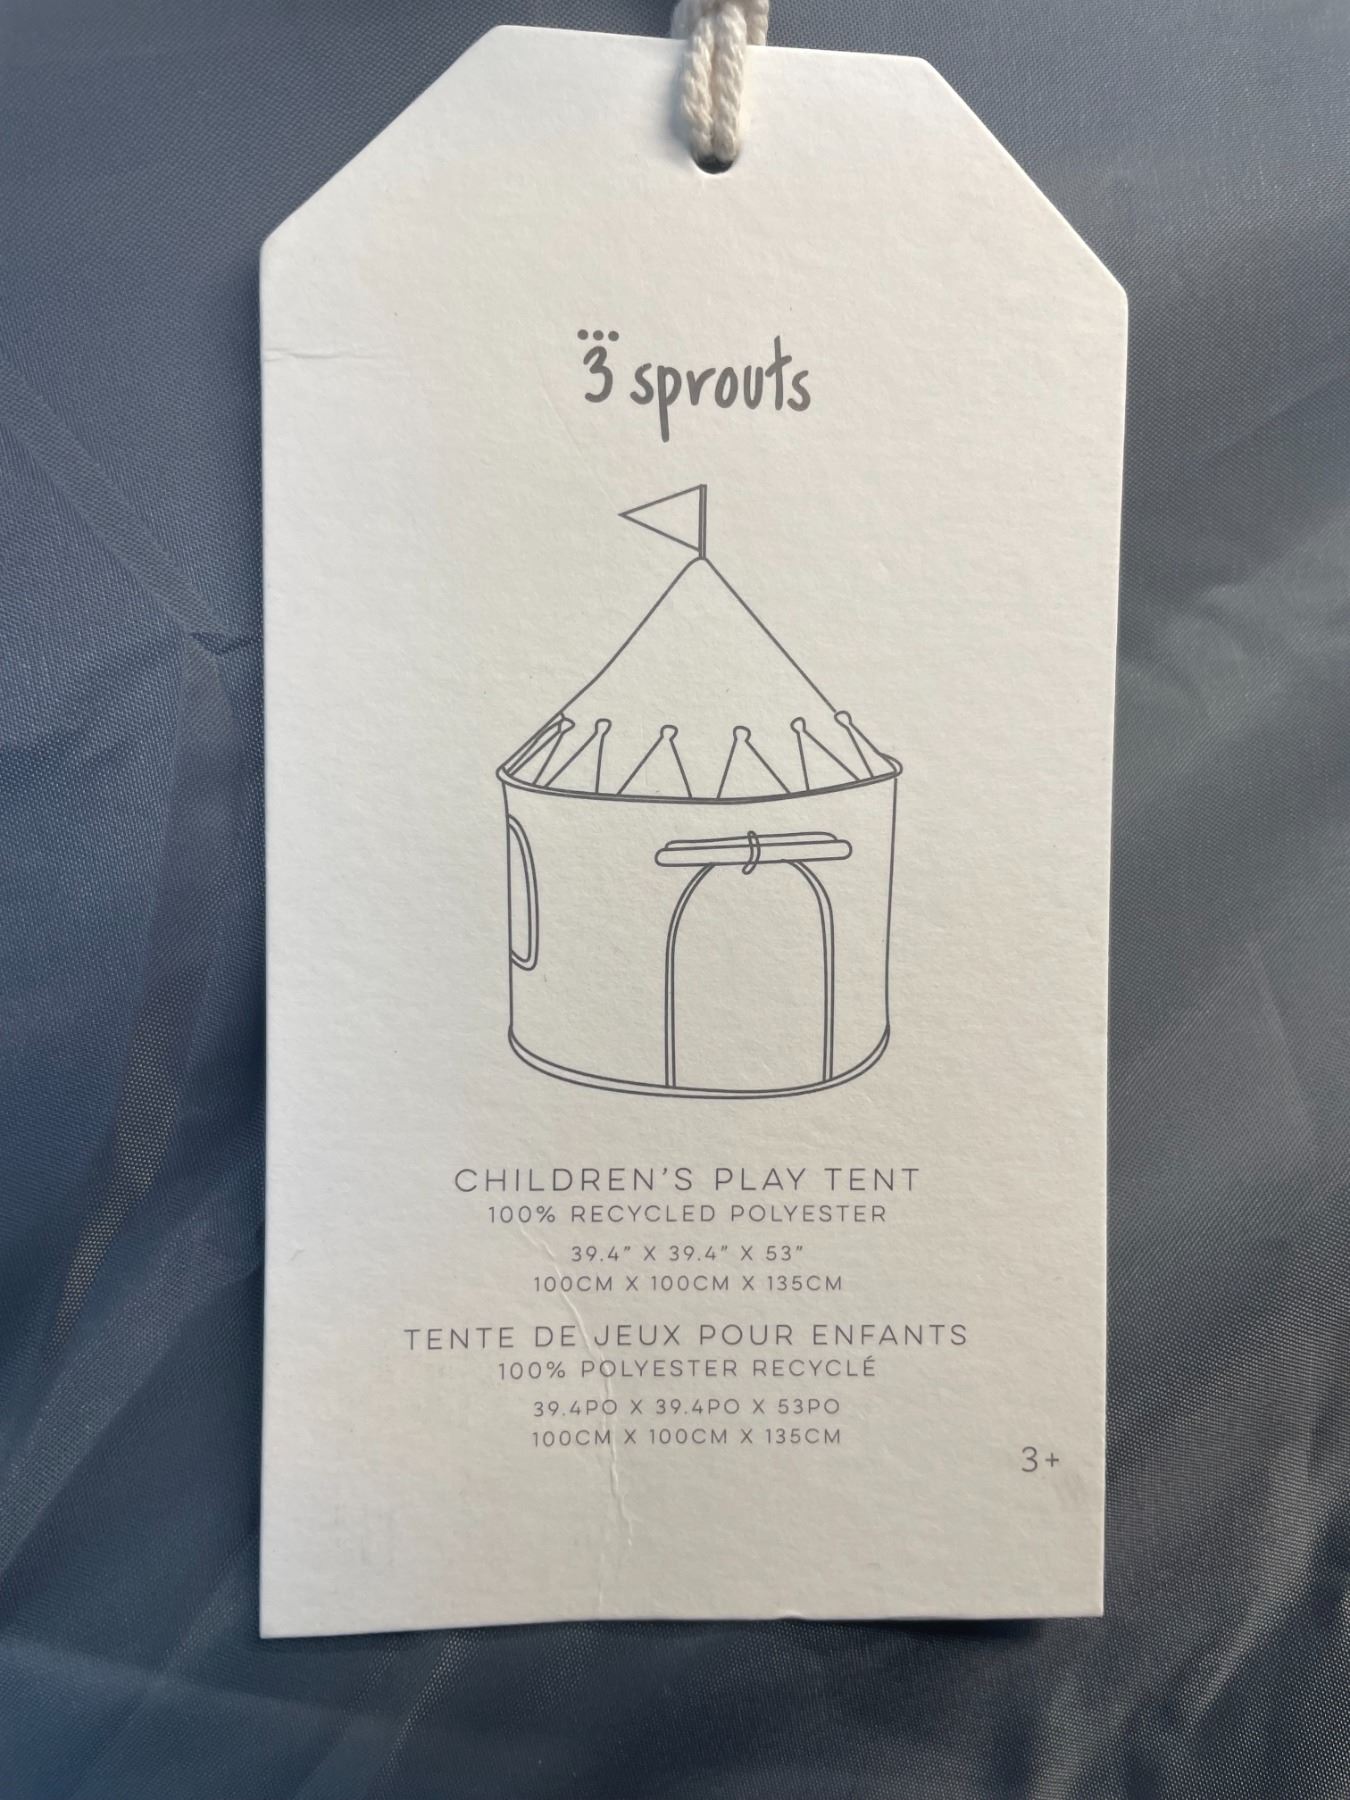 3 sprouts
CHILDREN'S PLAY TENT
100% RECYCLED POLYESTER
39.4" X 39.4" X 53"
100CM X 100CM X 135CM
TENTE DE JEUX POUR ENFANTS
100% POLYESTER RECYCLÉ
39.4PO X 39.4PO X 53PO
100CM X 100CM X 135CM
3+